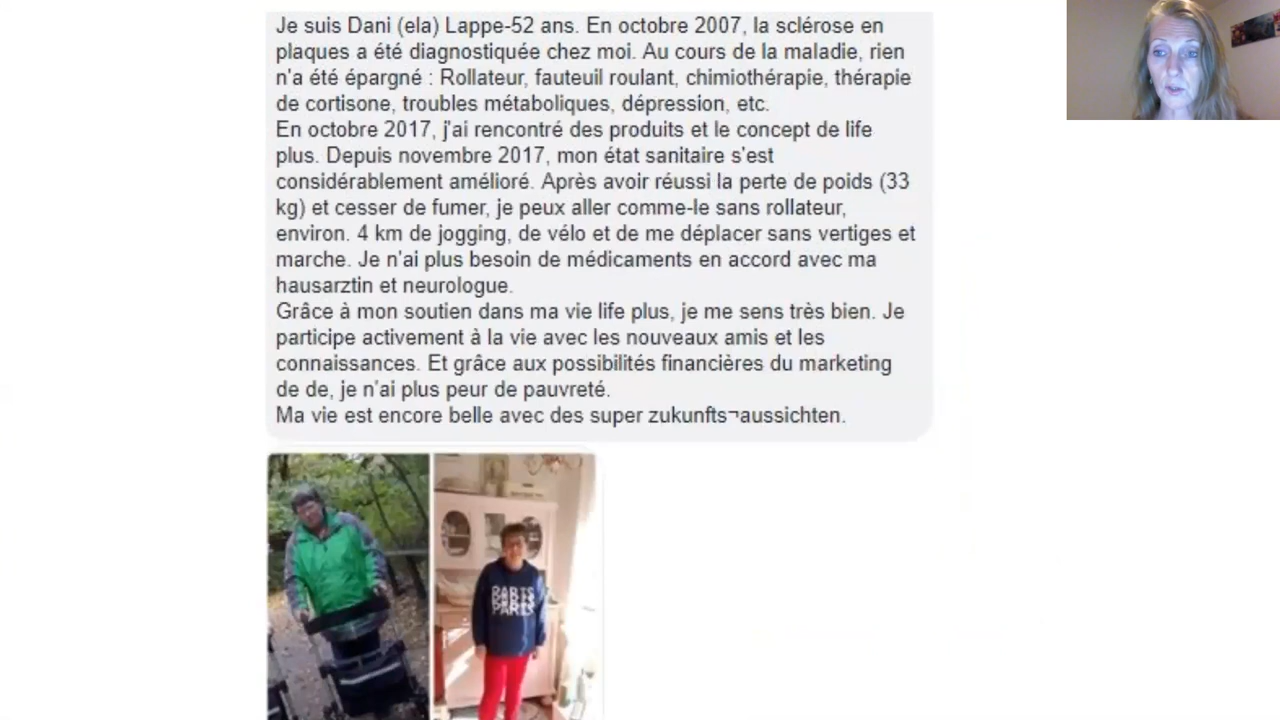 Je suis Dani (ela) Lappe-52 ans. En octobre 2007, la sclérose en
plaques a été diagnostiquée chez moi. Au cours de la maladie, rien
n'a été épargné : Rollateur, fauteuil roulant, chimiothérapie, thérapie
de cortisone, troubles métaboliques, dépression, etc.
En octobre 2017, j'ai rencontré des produits et le concept de life
plus. Depuis novembre 2017, mon état sanitaire s'est
considérablement amélioré. Après avoir réussi la perte de poids (33
kg) et cesser de fumer, je peux aller comme-le sans rollateur,
environ. 4 km de jogging, de vélo et de me déplacer sans vertiges et
marche. Je n'ai plus besoin de médicaments en accord avec ma
hausarztin et neurologue.
Grâce à mon soutien dans ma vie life plus, je me sens très bien. Je
participe activement à la vie avec les nouveaux amis et les
connaissances. Et grâce aux possibilités financières du marketing
de de, je n'ai plus peur de pauvreté.
Ma vie est encore belle avec des super zukunfts¬aussichten.
PARIS
PARIS
PARIS